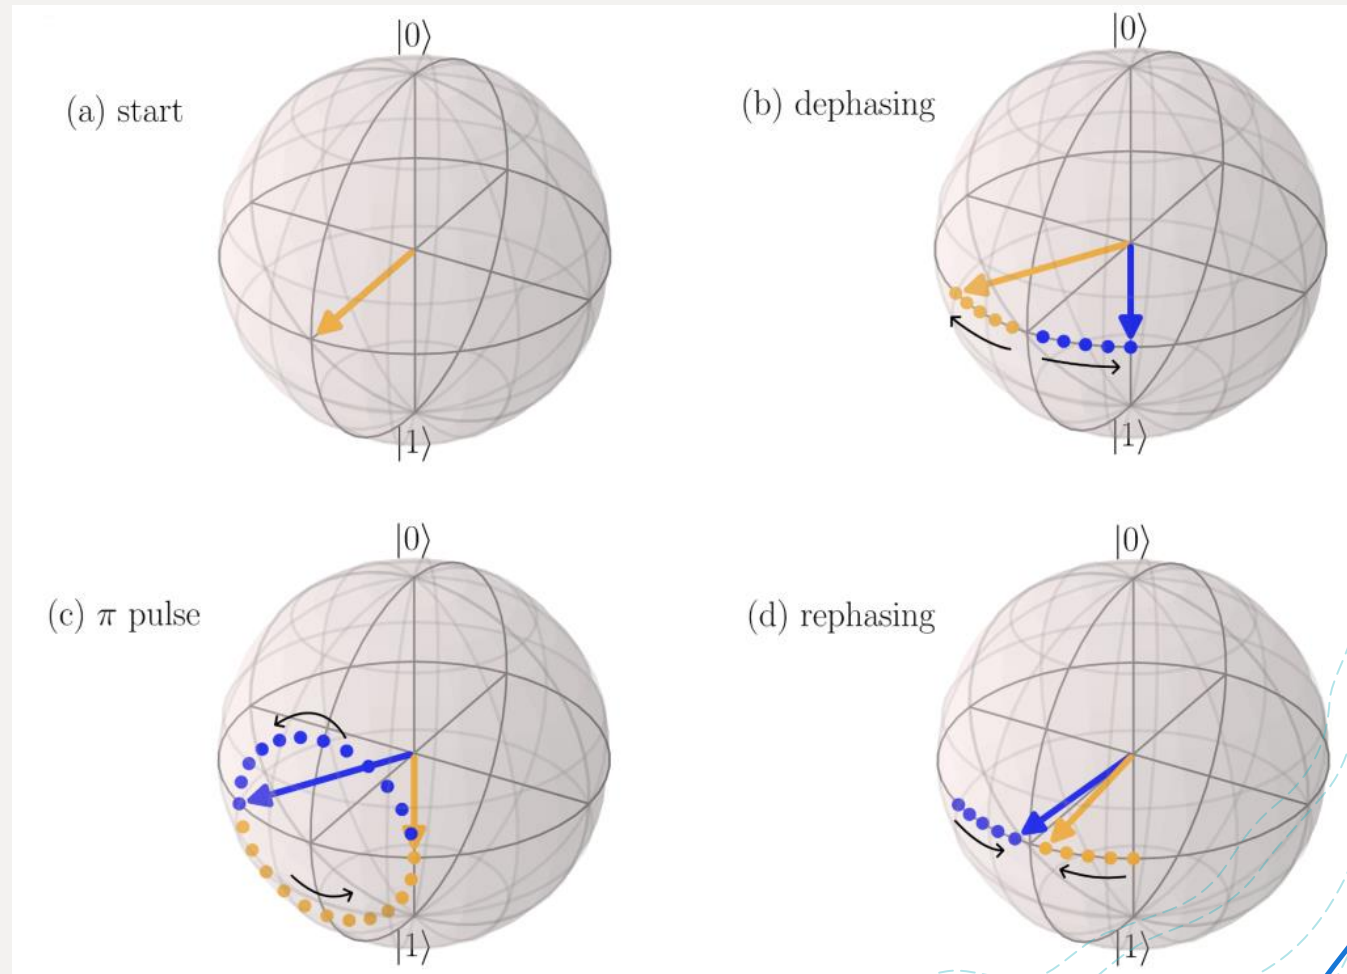 |0⟩
(a) start
|1⟩
|0⟩
(b) dephasing
|1⟩
|0⟩
(c) π pulse
|1⟩
|0⟩
(d) rephasing
|1⟩